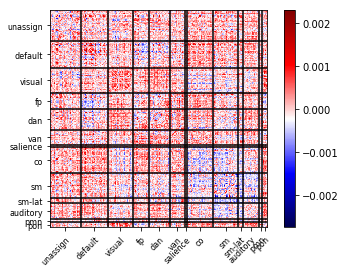 unassign
default
visual
fp
dan
van
salience
co
sm
sm-lat
auditory
pmn
pon
unassign
default
visual
fp
dan
van
salience
co
sm
sm-lat
auditory
0.002
0.001
0.000
−0.001
−0.002